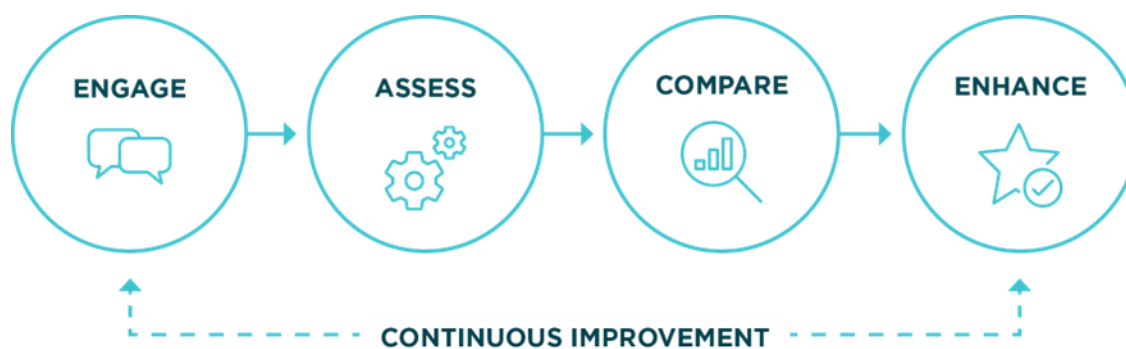 ENGAGE
ASSESS
COMPARE
ENHANCE
CONTINUOUS IMPROVEMENT